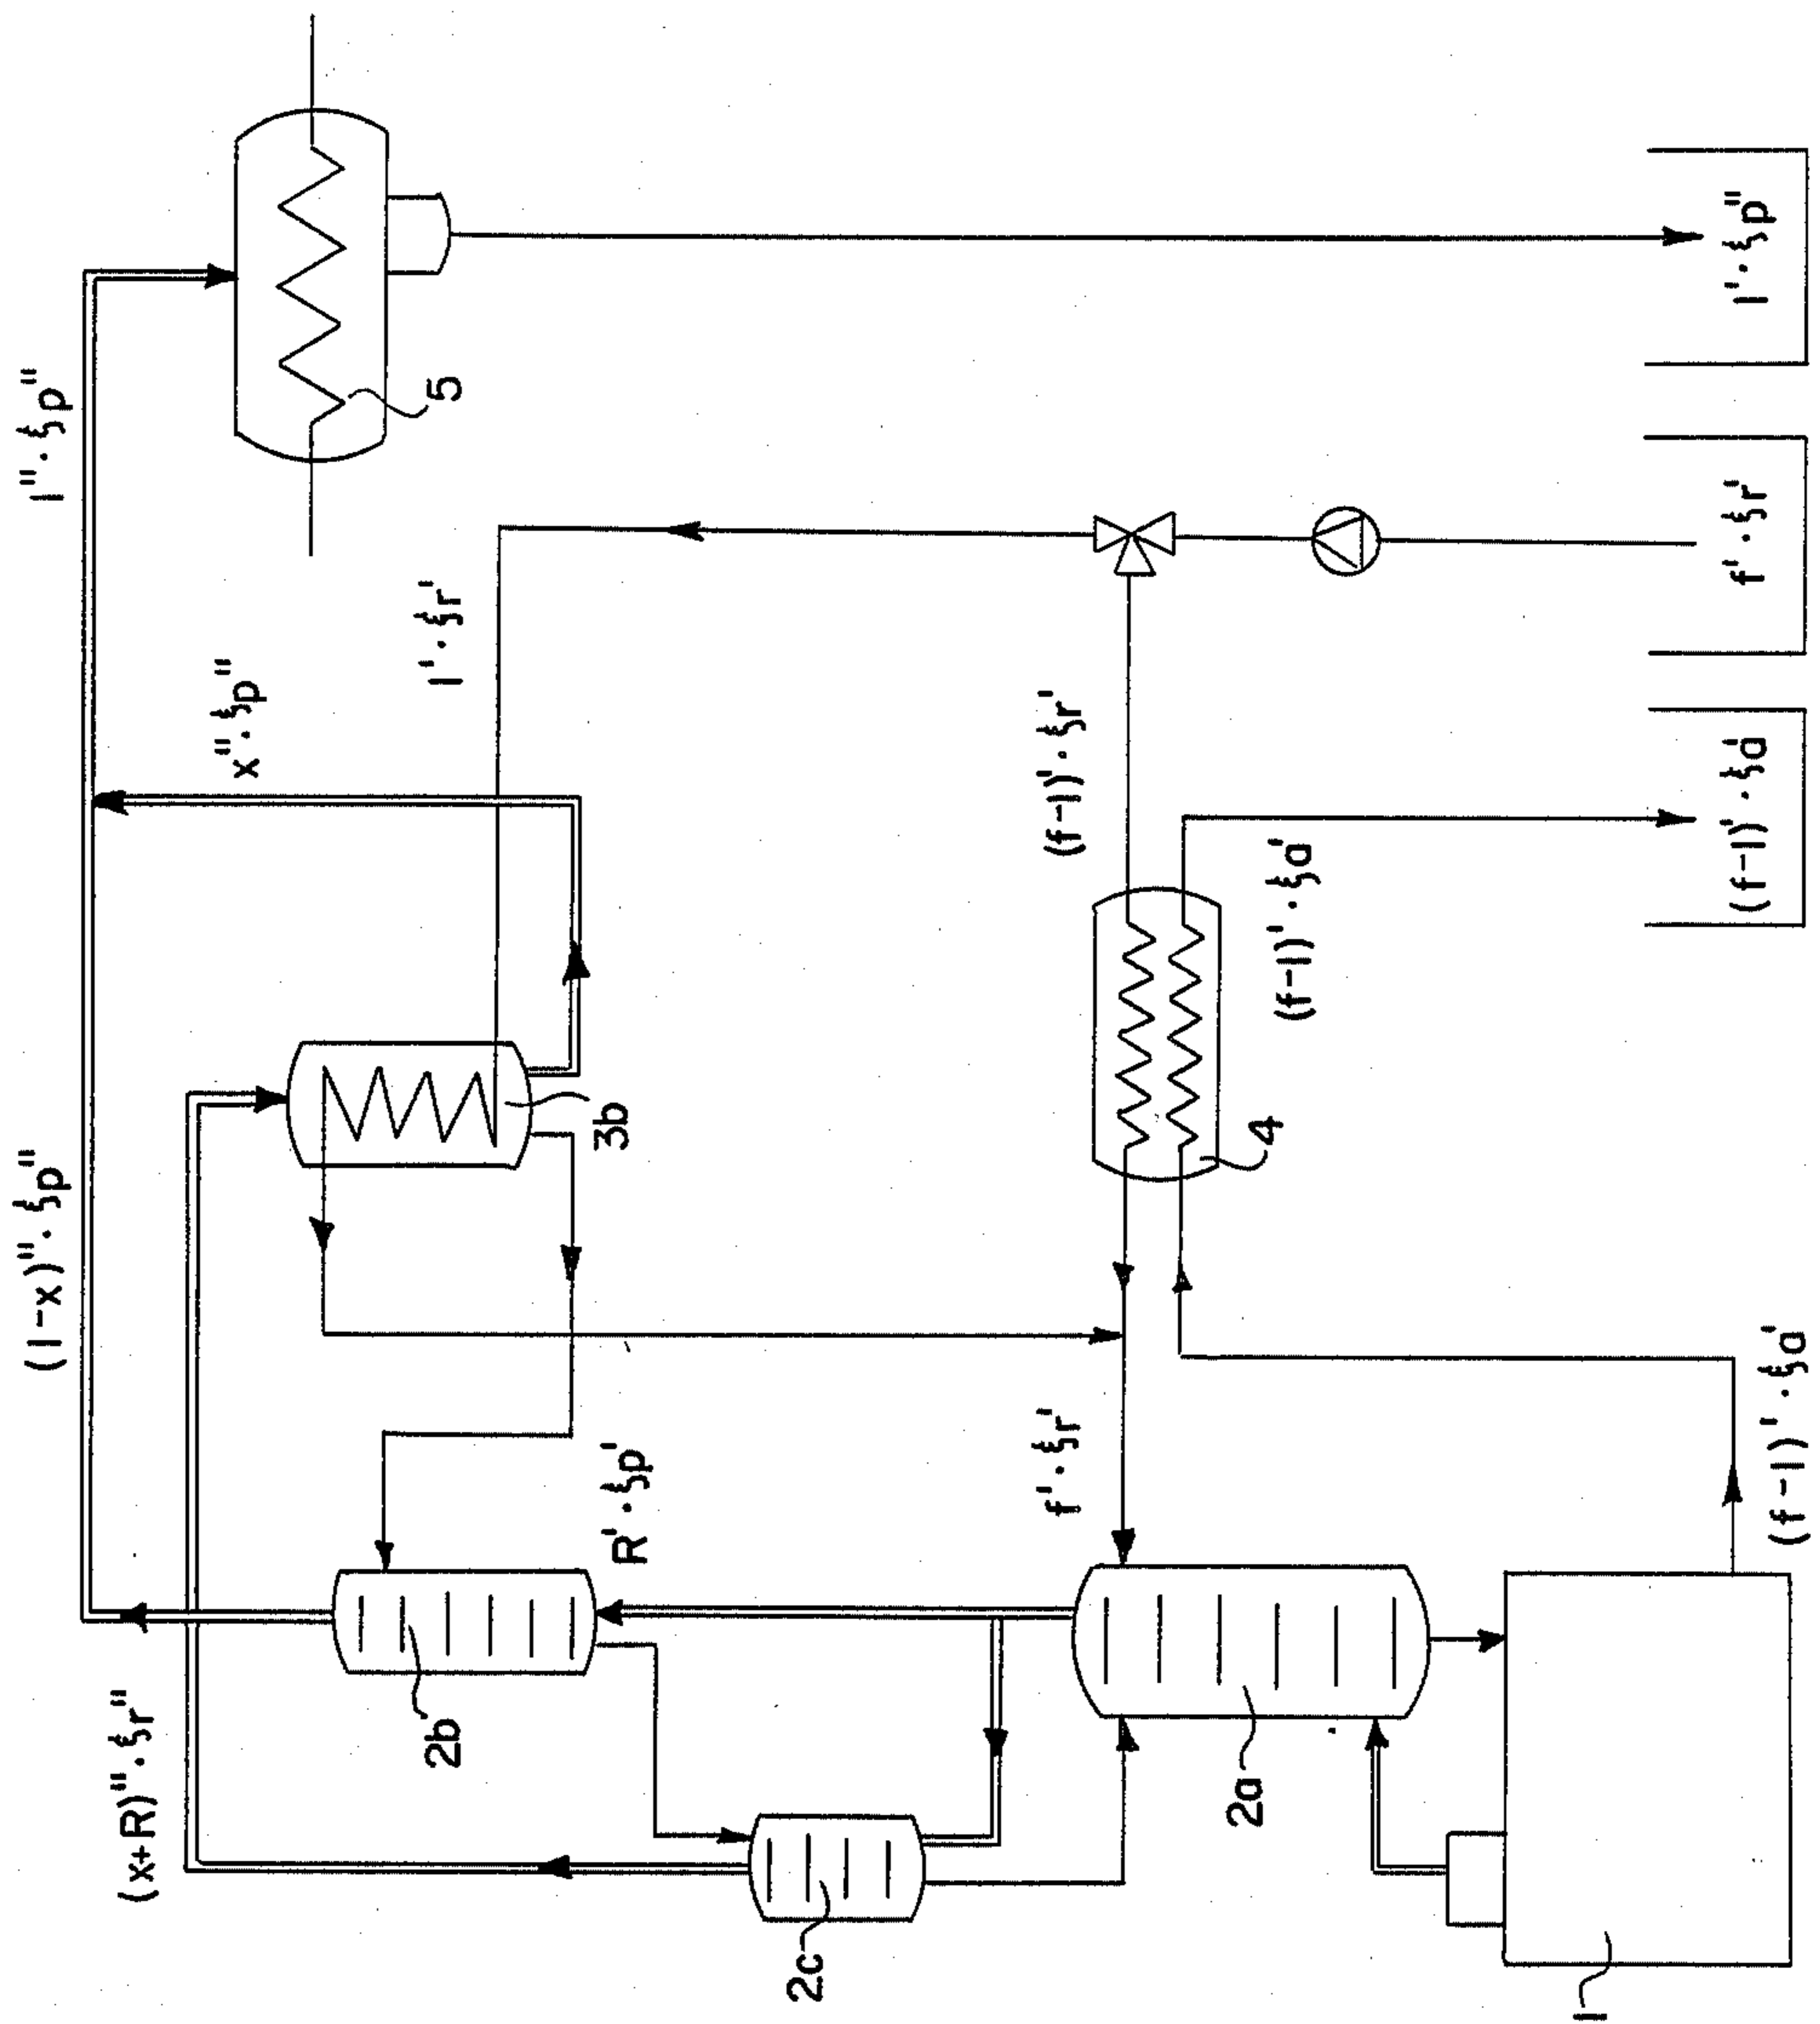 (x+R)"·ξr"
(1-x)"·ξp"
1"·ξp"
x"·ξp"
1'·ξr'
5
3b
2b
R'·ξp'
2c
f'·ξr'
(f-1)'·ξr'
4
(f-1)'·ξa'
2a
1
(f-1)'·ξa'
(f-1)'·ξa'
f'·ξr'
1'·ξp"